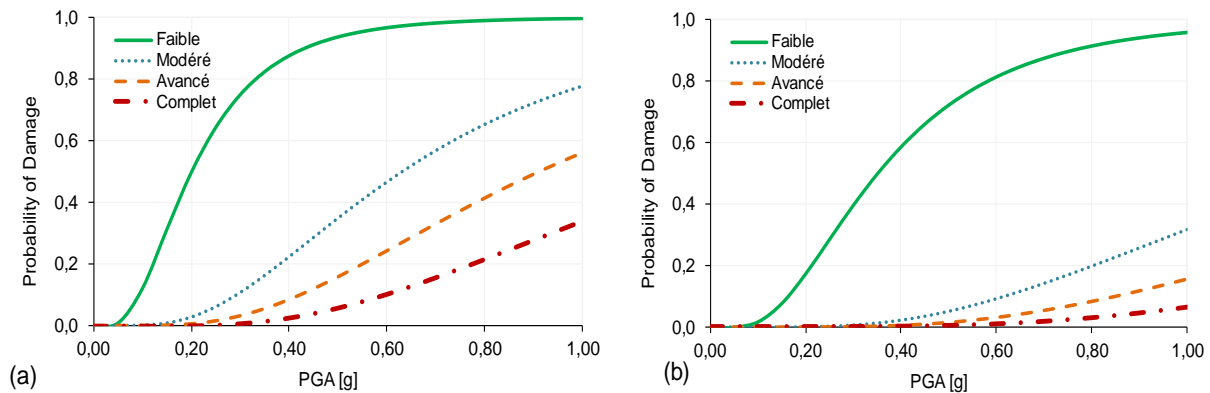 1,0
0,8
0,6
0,4
0,2
0,0
Probability of Damage
Faible
Modéré
Avancé
Complet
0,00 0,20 0,40 0,60 0,80 1,00
PGA [g]
(a)
1,0
0,8
0,6
0,4
0,2
0,0
Probability of Damage
Faible
Modéré
Avancé
Complet
0,00 0,20 0,40 0,60 0,80 1,00
PGA [g]
(b)